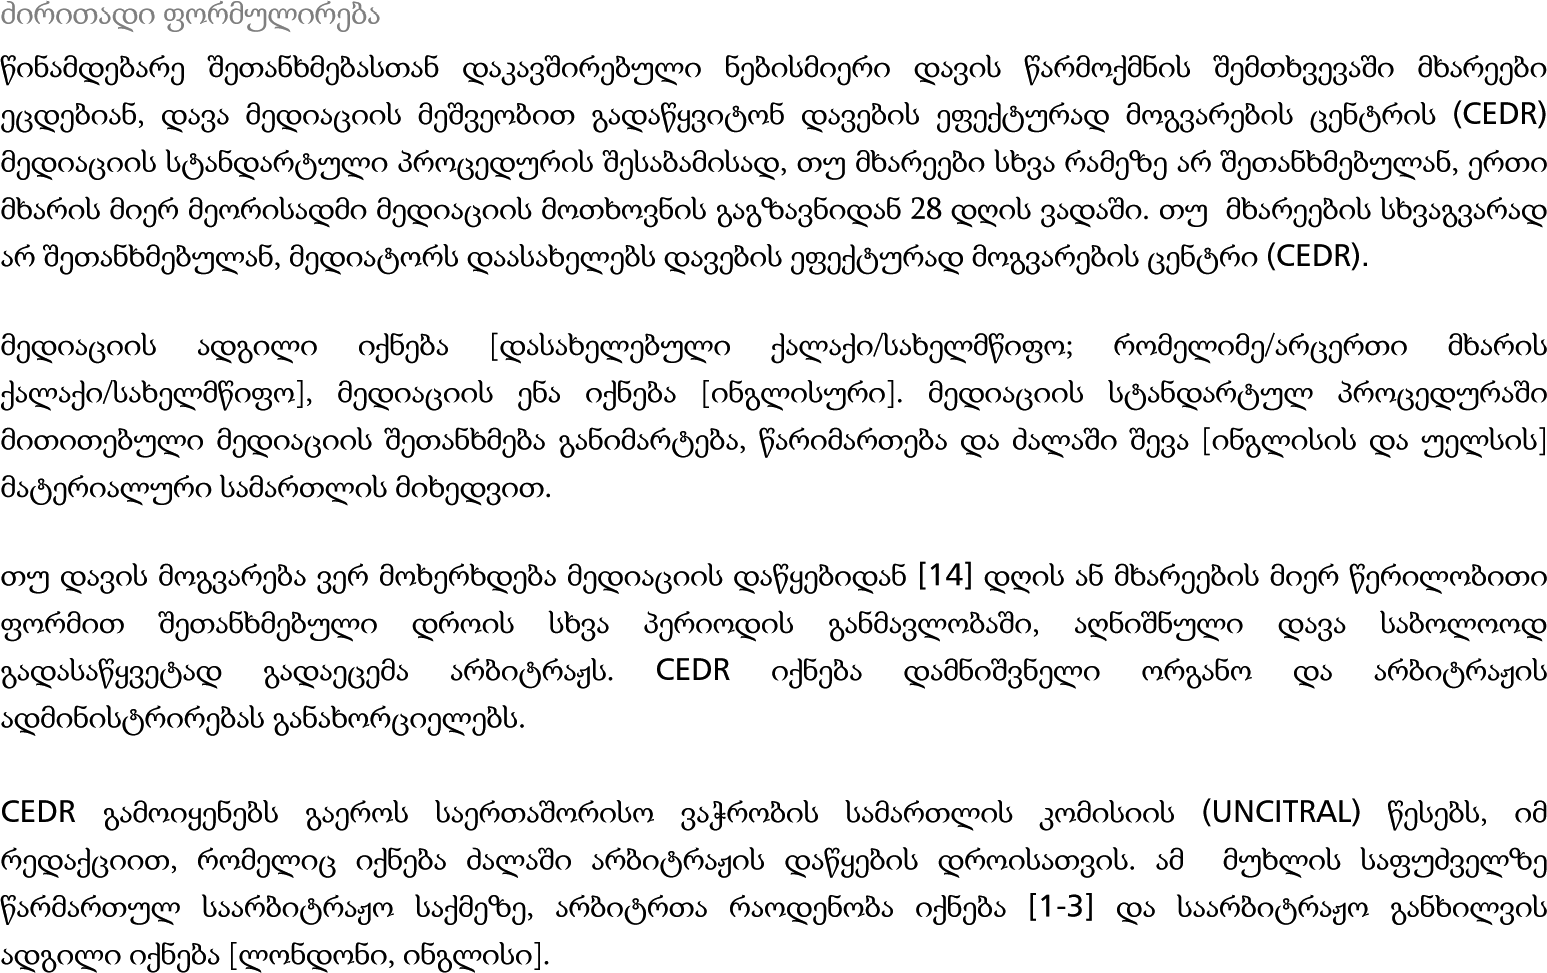 ძირითადი ფორმულირება
წინამდებარე შეთანხმებასთან დაკავშირებული ნებისმიერი დავის წარმოქმნის შემთხვევაში მხარეები
ეცდებიან, დავა მედიაციის მეშვეობით გადაწყვიტონ დავების ეფექტურად მოგვარების ცენტრის (CEDR)
მედიაციის სტანდარტული პროცედურის შესაბამისად, თუ მხარეები სხვა რამეზე არ შეთანხმებულან, ერთი
მხარის მიერ მეორისადმი მედიაციის მოთხოვნის გაგზავნიდან 28 დღის ვადაში. თუ მხარეების სხვაგვარად
არ შეთანხმებულან, მედიატორს დაასახელებს დავების ეფექტურად მოგვარების ცენტრი (CEDR).
მედიაციის ადგილი იქნება [დასახელებული ქალაქი/სახელმწიფო; რომელიმე/არცერთი მხარის
ქალაქი/სახელმწიფო], მედიაციის ენა იქნება [ინგლისური]. მედიაციის სტანდარტულ პროცედურაში
მითითებული მედიაციის შეთანხმება განიმარტება, წარიმართება და ძალაში შევა [ინგლისის და უელსის]
მატერიალური სამართლის მიხედვით.
თუ დავის მოგვარება ვერ მოხერხდება მედიაციის დაწყებიდან [14] დღის ან მხარეების მიერ წერილობითი
ფორმით შეთანხმებული დროის სხვა პერიოდის განმავლობაში, აღნიშნული დავა საბოლოოდ
გადასაწყვეტად გადაეცემა არბიტრაჟს. CEDR იქნება დამნიშვნელი ორგანო და არბიტრაჟის
ადმინისტრირებას განახორციელებს.
CEDR გამოიყენებს გაეროს საერთაშორისო ვაჭრობის სამართლის კომისიის (UNCITRAL) წესებს, იმ
რედაქციით, რომელიც იქნება ძალაში არბიტრაჟის დაწყების დროისათვის. ამ მუხლის საფუძველზე
წარმართულ საარბიტრაჟო საქმეზე, არბიტრთა რაოდენობა იქნება [1-3] და საარბიტრაჟო განხილვის
ადგილი იქნება [ლონდონი, ინგლისი].